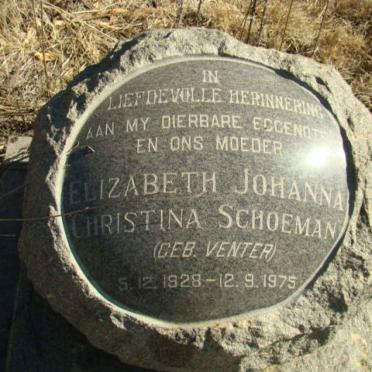 IN
LIEFDEVOLLE HERINNERING
AAN MY DIERBARE EGGENOTE
EN ONS MOEDER
ELIZABETH JOHANNA
CHRISTINA SCHOEMAN
(GEB. VENTER)
5.12.1928-12.9.1975